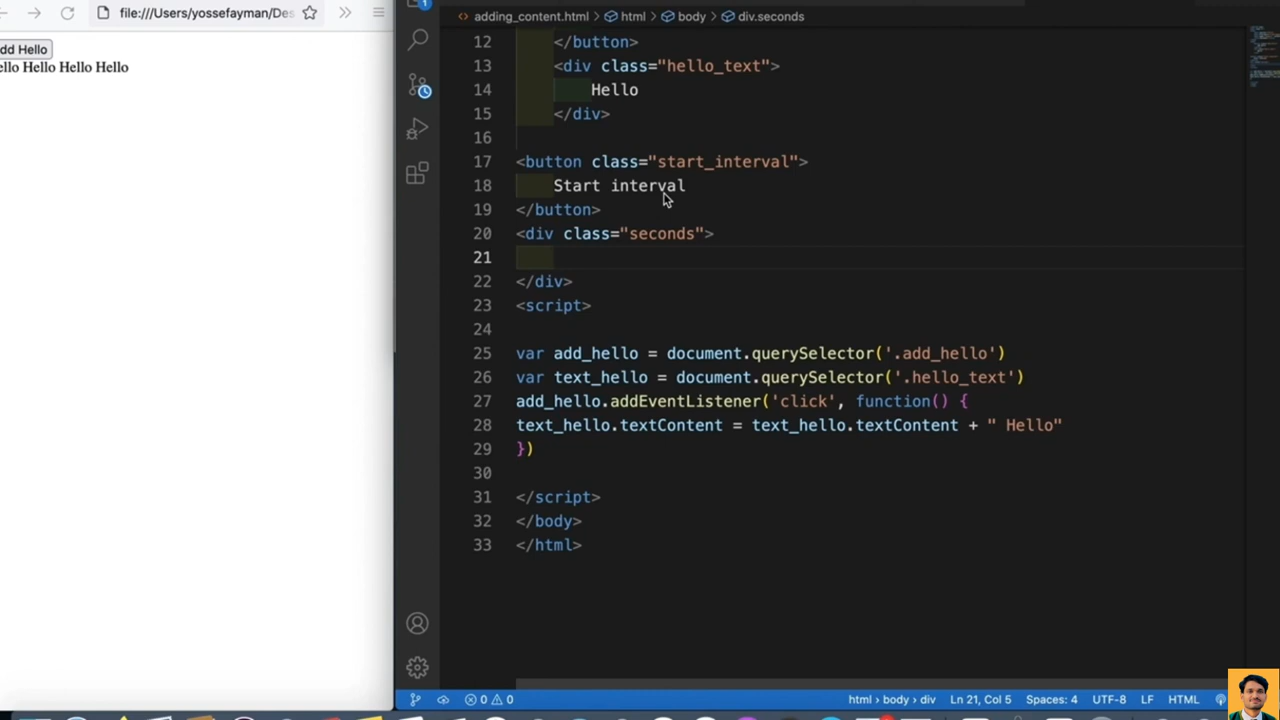 file:///Users/yossefayman/Des
dd Hello
ello Hello Hello Hello
1
adding_content.html > html > body > div.seconds
12 </button>
13 <div class="hello_text">
14 Hello
15 </div>
16
17 <button class="start_interval">
18 Start interval
19 </button>
20 <div class="seconds">
21
22 </div>
23 <script>
24
25 var add_hello = document.querySelector('.add_hello')
26 var text_hello = document.querySelector('.hello_text')
27 add_hello.addEventListener('click', function() {
28 text_hello.textContent = text_hello.textContent + " Hello"
29 })
30
31 </script>
32 </body>
33 </html>
0 0 html > body > div Ln 21, Col 5 Spaces: 4 UTF-8 LF HTML